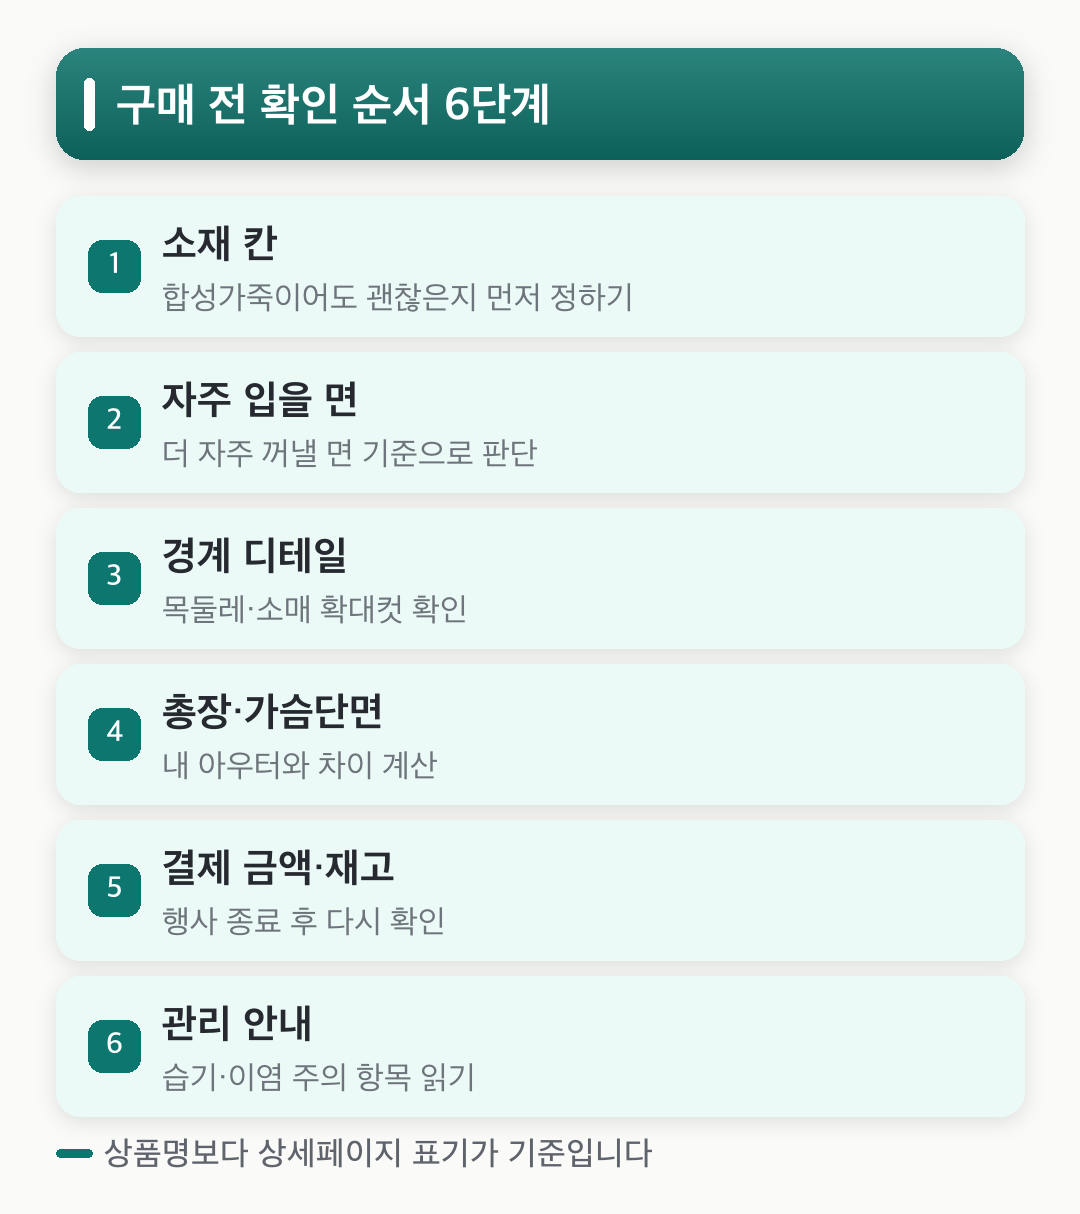 구매 전 확인 순서 6단계
1
소재 칸
합성가죽이어도 괜찮은지 먼저 정하기
2
자주 입을 면
더 자주 꺼낼 면 기준으로 판단
3
경계 디테일
목둘레·소매 확대컷 확인
4
총장·가슴단면
내 아우터와 차이 계산
5
결제 금액·재고
행사 종료 후 다시 확인
6
관리 안내
습기·이염 주의 항목 읽기
상품명보다 상세페이지 표기가 기준입니다